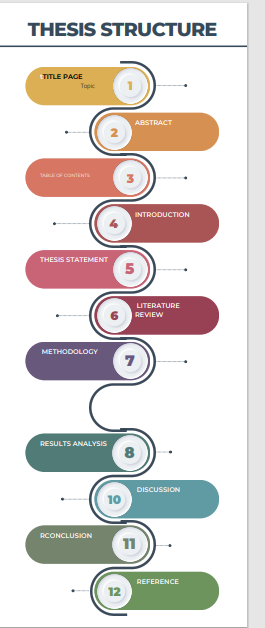 THESIS STRUCTURE
TITLE PAGE
Topic
1
ABSTRACT
2
TABLE OF CONTENTS
3
INTRODUCTION
4
THESIS STATEMENT
5
LITERATURE
REVIEW
6
METHODOLOGY
7
RESULTS ANALYSIS
8
DISCUSSION
10
RCONCLUSION
11
REFERENCE
12